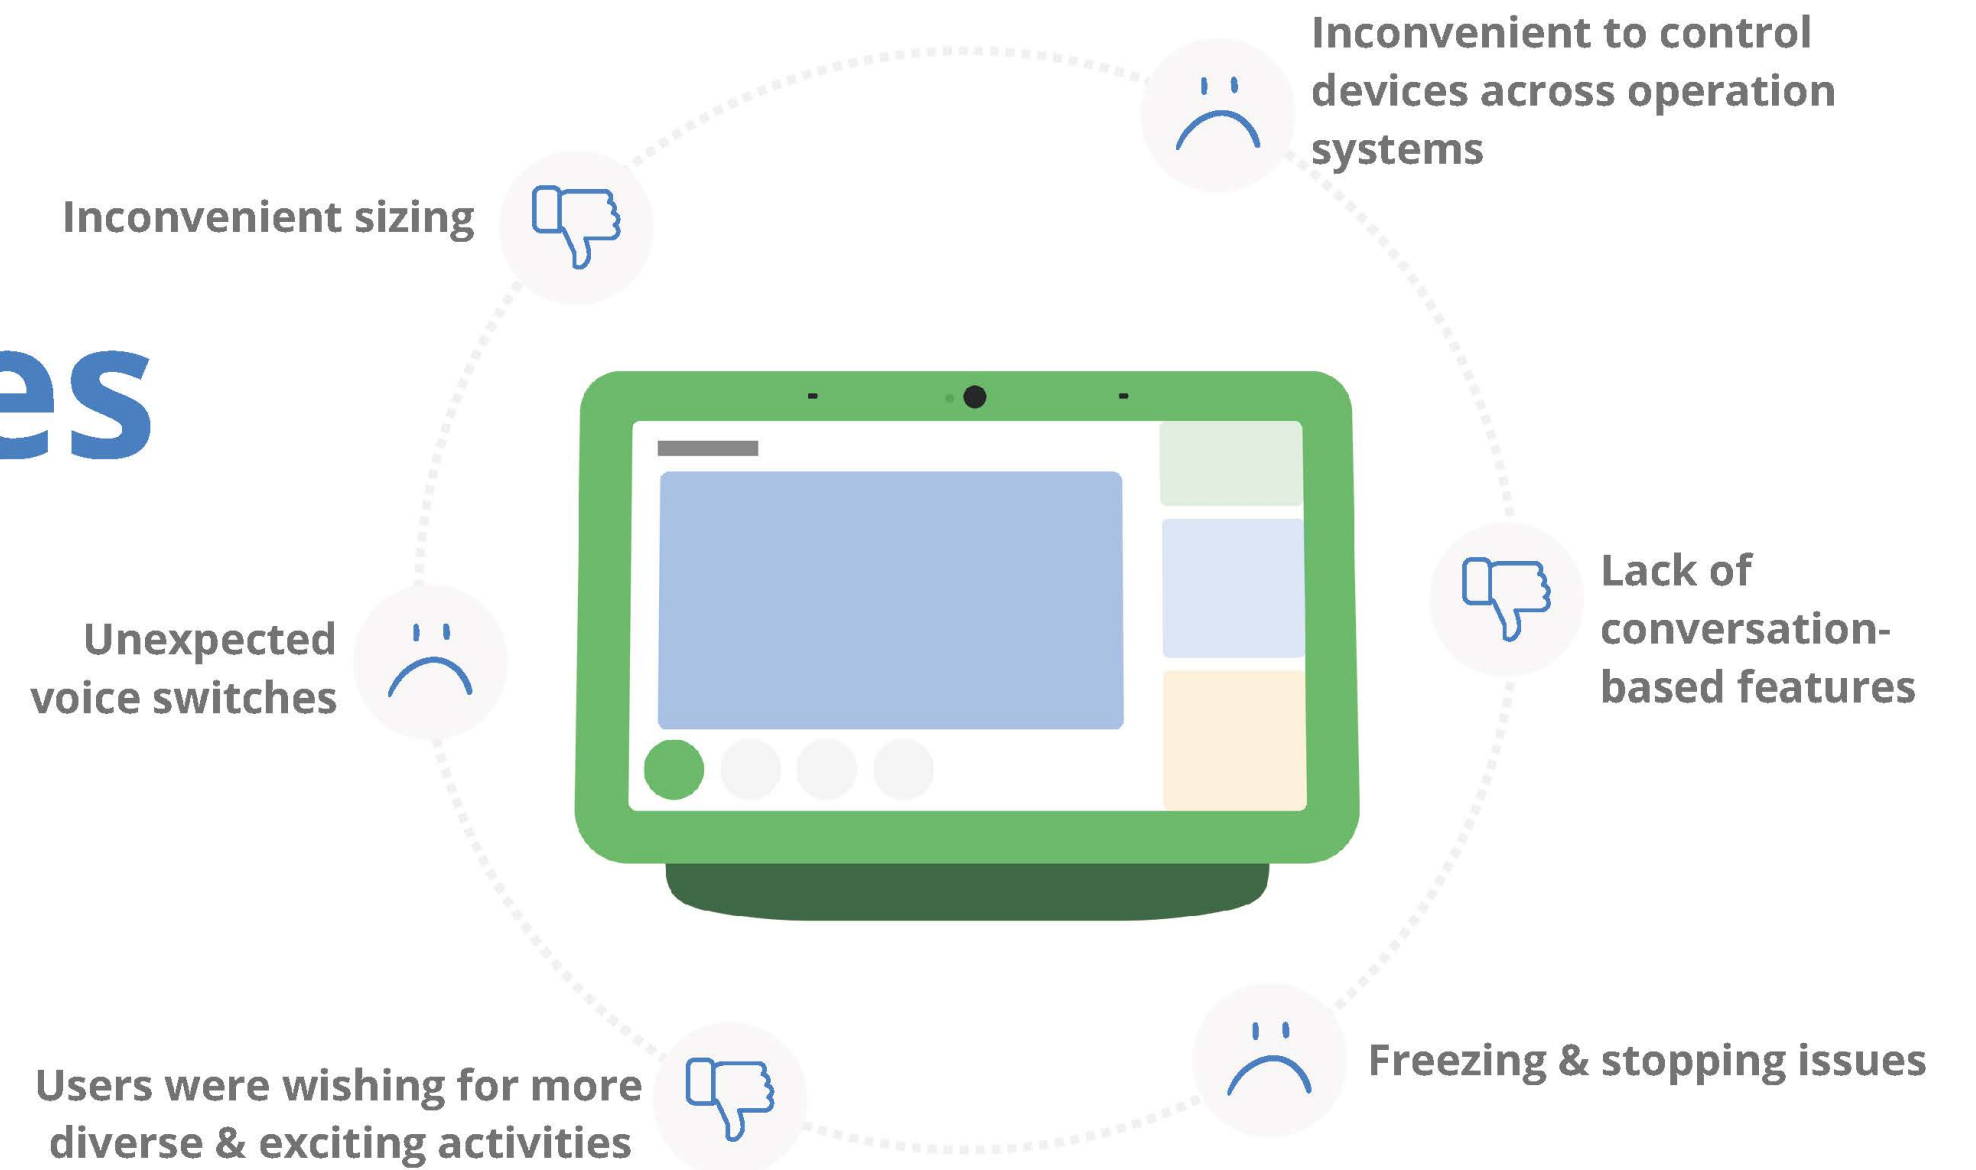 Inconvenient to control
devices across operation
systems
Inconvenient sizing
es
Lack of
conversation-
based features
Unexpected
voice switches
Freezing & stopping issues
Users were wishing for more
diverse & exciting activities